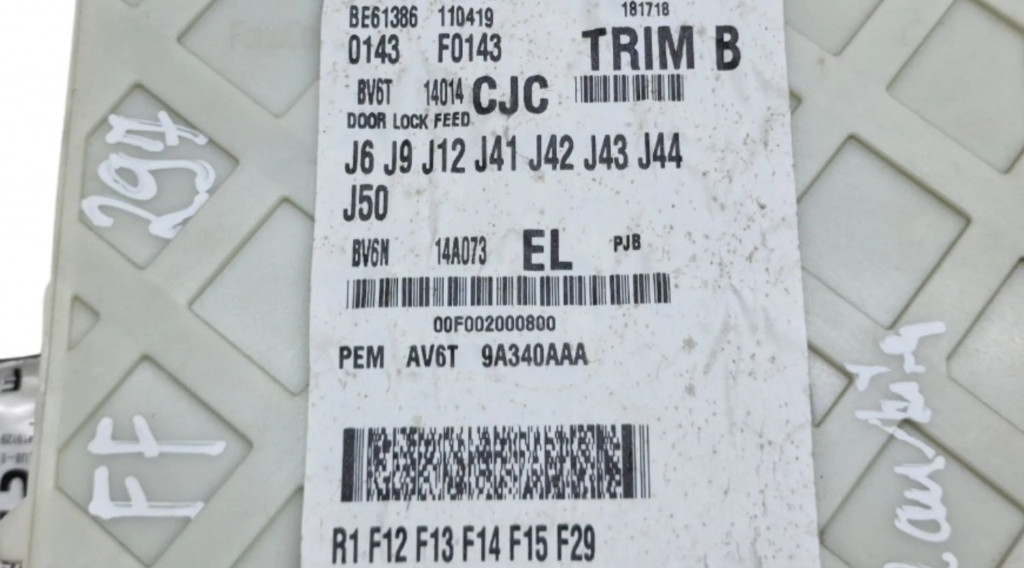 BE61386 110419 181718
0143 F0143 TRIM B
BV6T 14014 CJC
DOOR LOCK FEED
J6 J9 J12 J41 J42 J43 J44
J50
BV6N 14A073 EL PJB
00F002000800
PEM AV6T 9A340AAA
R1 F12 F13 F14 F15 F29
297
FF